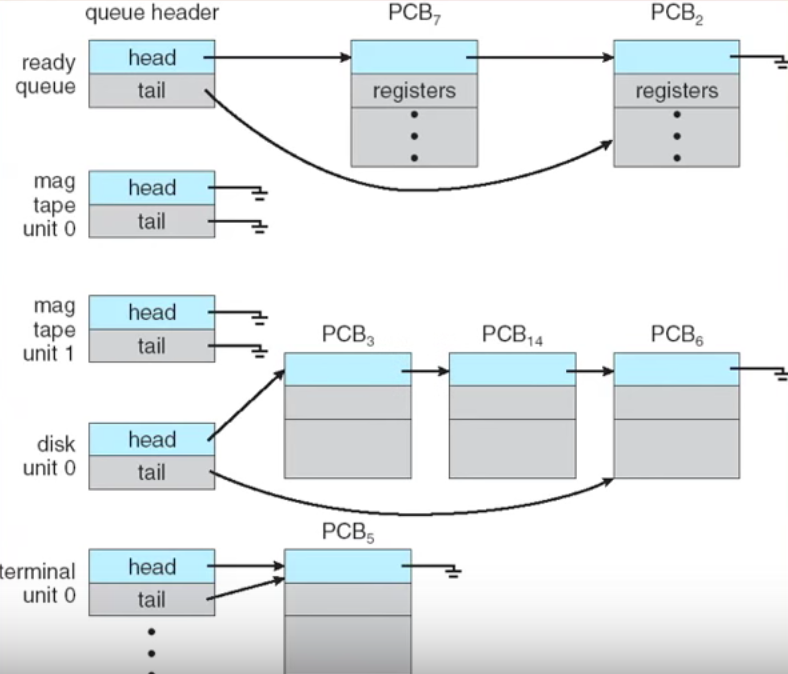 queue header
PCB₇
PCB₂
ready
queue
head
tail
registers
registers
mag
tape
unit 0
head
tail
mag
tape
unit 1
head
tail
PCB₃
PCB₁₄
PCB₆
disk
unit 0
head
tail
PCB₅
terminal
unit 0
head
tail